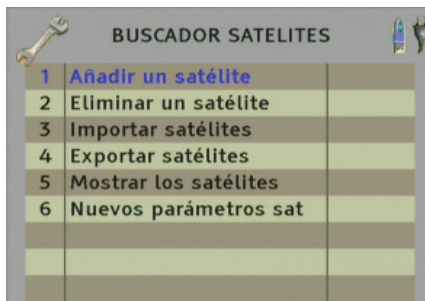 BUSCADOR SATELITES
1 Añadir un satélite
2 Eliminar un satélite
3 Importar satélites
4 Exportar satélites
5 Mostrar los satélites
6 Nuevos parámetros sat